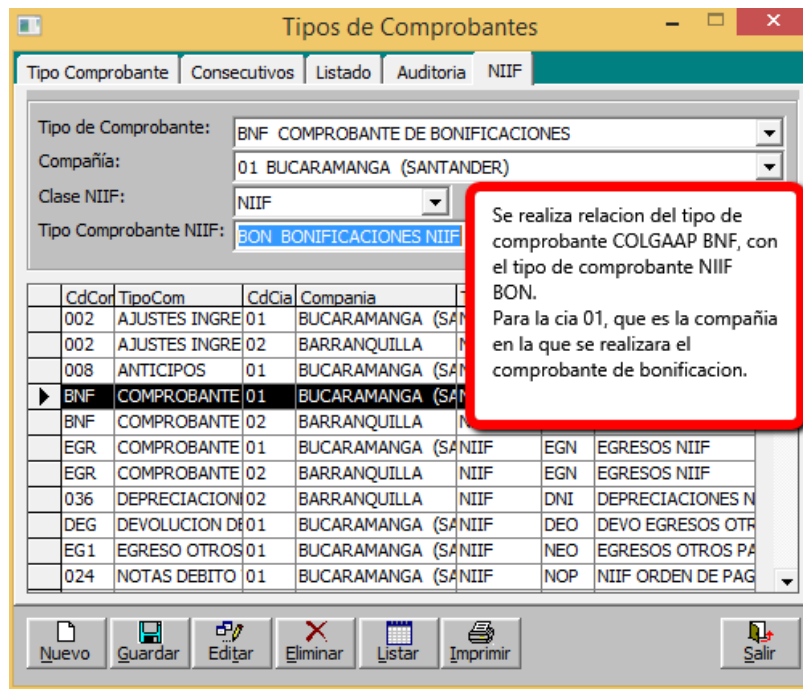 Tipos de Comprobantes
Tipo Comprobante Consecutivos Listado Auditoria NIIF
Tipo de Comprobante: BNF COMPROBANTE DE BONIFICACIONES
Compañía: 01 BUCARAMANGA (SANTANDER)
Clase NIIF: NIIF
Tipo Comprobante NIIF: BON BONIFICACIONES NIIF
Se realiza relacion del tipo de
comprobante COLGAAP BNF, con
el tipo de comprobante NIIF
BON.
Para la cia 01, que es la compañia
en la que se realizara el
comprobante de bonificacion.
CdCor TipoCom CdCia Compania
002 AJUSTES INGRE 01 BUCARAMANGA (SA
002 AJUSTES INGRE 02 BARRANQUILLA
008 ANTICIPOS 01 BUCARAMANGA (SA
BNF COMPROBANTE 01 BUCARAMANGA (SA
BNF COMPROBANTE 02 BARRANQUILLA
EGR COMPROBANTE 01 BUCARAMANGA (SA NIIF EGN EGRESOS NIIF
EGR COMPROBANTE 02 BARRANQUILLA NIIF EGN EGRESOS NIIF
036 DEPRECIACIONE 02 BARRANQUILLA NIIF DNI DEPRECIACIONES N
DEG DEVOLUCION DE 01 BUCARAMANGA (SA NIIF DEO DEVO EGRESOS OTR
EG1 EGRESO OTROS 01 BUCARAMANGA (SA NIIF NEO EGRESOS OTROS PA
024 NOTAS DEBITO 01 BUCARAMANGA (SA NIIF NOP NIIF ORDEN DE PAG
Nuevo Guardar Editar Eliminar Listar Imprimir Salir